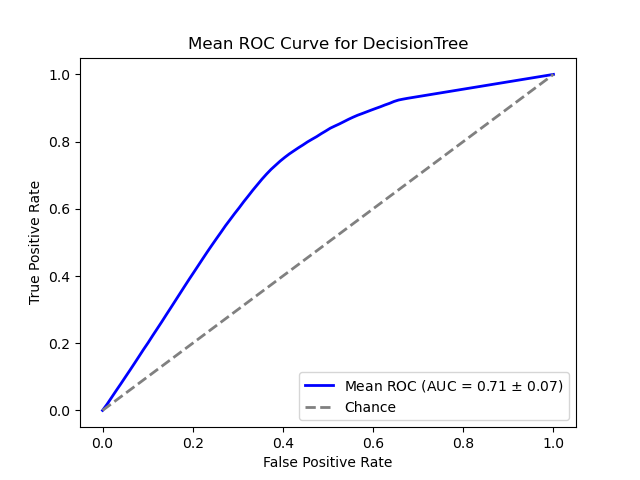 Mean ROC Curve for DecisionTree
1.0
0.8
0.6
0.4
0.2
0.0
True Positive Rate
Mean ROC (AUC = 0.71 ± 0.07)
Chance
0.0 0.2 0.4 0.6 0.8 1.0
False Positive Rate